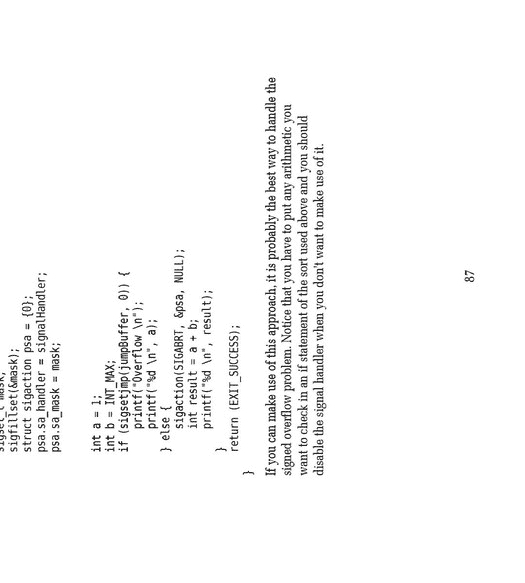 sigset_t mask;
sigfillset(&mask);
struct sigaction psa = {0};
psa.sa_handler = signalHandler;
psa.sa_mask = mask;
int a = 1;
int b = INT_MAX;
if (sigsetjmp(jumpBuffer, 0)) {
printf("Overflow \n");
printf("%d \n", a);
} else {
sigaction(SIGABRT, &psa, NULL);
int result = a + b;
printf("%d \n", result);
}
return (EXIT_SUCCESS);
}
If you can make use of this approach, it is probably the best way to handle the
signed overflow problem. Notice that you have to put any arithmetic you
want to check in an if statement of the sort used above and you should
disable the signal handler when you don't want to make use of it.
87